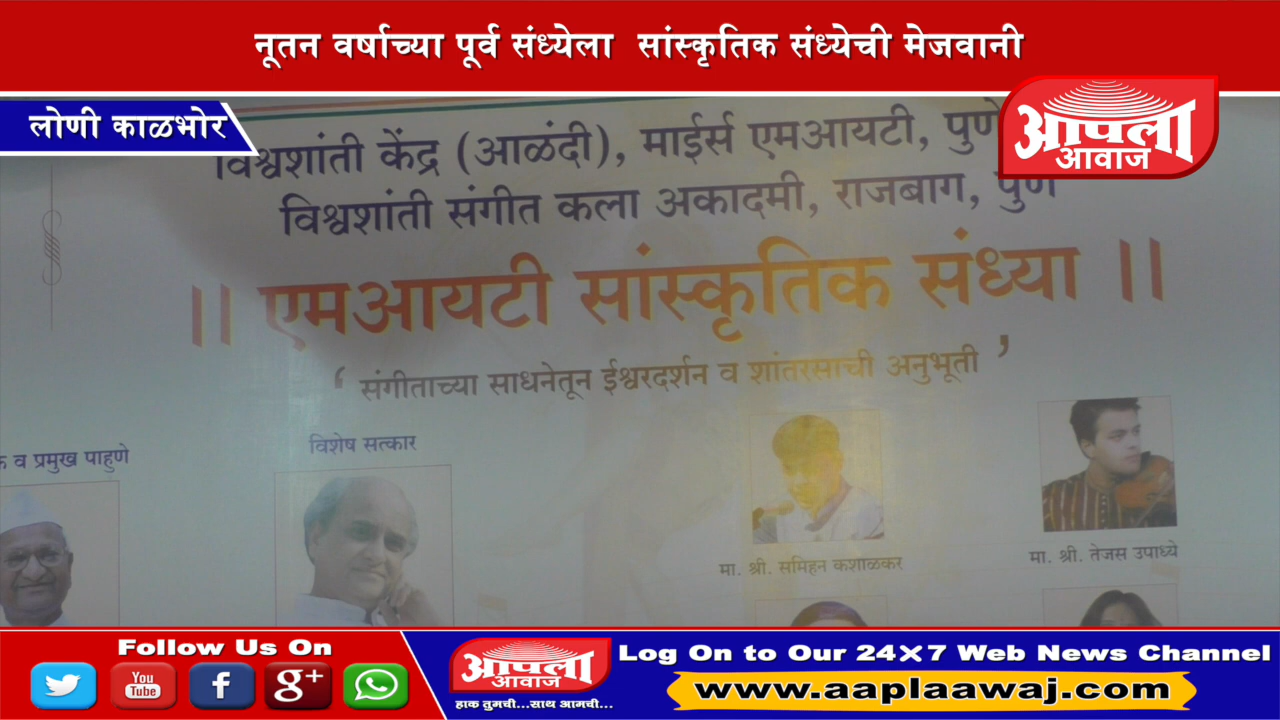 नूतन वर्षाच्या पूर्व संध्येला सांस्कृतिक संध्येची मेजवानी
लोणी काळभोर
आपला
आवाज
विश्वशांती केंद्र (आळंदी), माईर्स एमआयटी,
विश्वशांती संगीत कला अकादमी, राजबाग, पुणे
।। एमआयटी सांस्कृतिक संध्या ।।
‘ संगीताच्या साधनेतून ईश्वरदर्शन व शांतरसाची अनुभूती ’
व प्रमुख पाहुणे
विशेष सत्कार
मा. श्री. समिहन कशाळकर
मा. श्री. तेजस उपाध्ये
Follow Us On
You
Tube
f
g+
आपला
आवाज
हाक तुमची...साथ आमची...
Log On to Our 24×7 Web News Channel
www.aaplaawaj.com